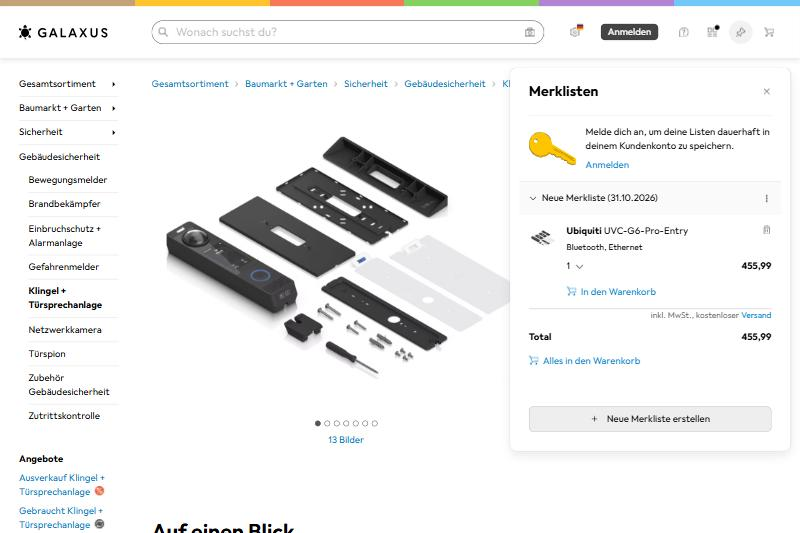 GALAXUS
Wonach suchst du?
Anmelden
Gesamtsortiment
Baumarkt + Garten
Sicherheit
Gebäudesicherheit
Bewegungsmelder
Brandbekämpfer
Einbruchschutz +
Alarmanlage
Gefahrenmelder
Klingel +
Türsprechanlage
Netzwerkkamera
Türspion
Zubehör
Gebäudesicherheit
Zutrittskontrolle
Angebote
Ausverkauf Klingel +
Türsprechanlage
Gebraucht Klingel +
Türsprechanlage
Gesamtsortiment
Baumarkt + Garten
Sicherheit
Gebäudesicherheit
13 Bilder
Auf einen Blick
Merklisten
Melde dich an, um deine Listen dauerhaft in
deinem Kundenkonto zu speichern.
Anmelden
Neue Merkliste (31.10.2026)
Ubiquiti UVC-G6-Pro-Entry
Bluetooth, Ethernet
1
455,99
In den Warenkorb
inkl. MwSt., kostenloser Versand
Total 455,99
Alles in den Warenkorb
+ Neue Merkliste erstellen